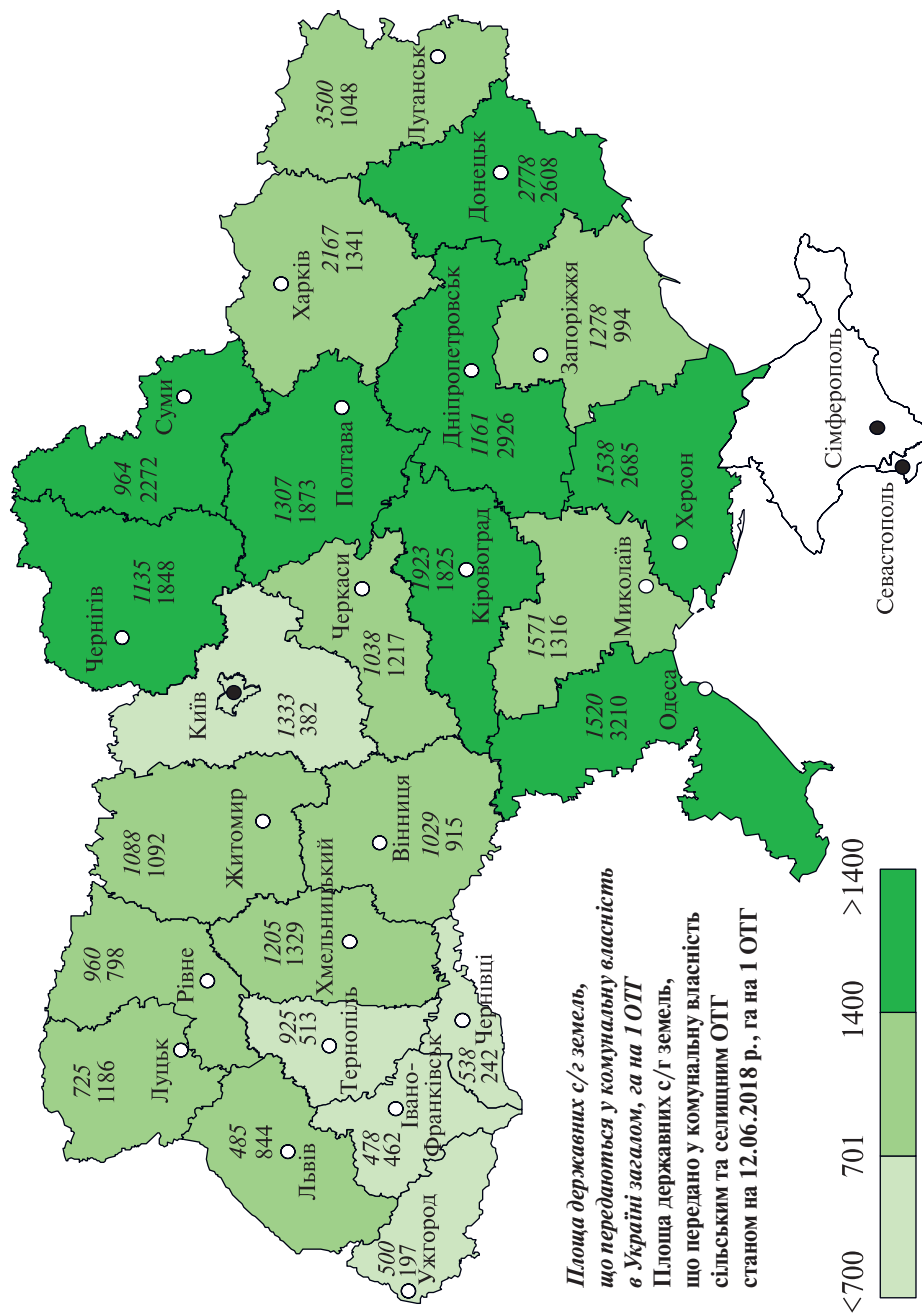 Чернігів
1135
1848
964
2272
Суми
Київ
1333
382
1307
1873
Полтава
Харків
2167
1341
3500
1048
Луганськ
725
1186
Луцьк
960
798
Рівне
1088
1092
Житомир
485
844
Львів
925
513
Тернопіль
1205
1329
Хмельницький
Вінниця
1029
915
Черкаси
1038
1217
1923
1825
Кіровоград
Дніпропетровськ
1161
2926
Донецьк
2778
2608
Запоріжжя
1278
994
500
197
Ужгород
478
462
Івано-
Франківськ
538
242
Чернівці
1571
1316
Миколаїв
1538
2685
Херсон
1520
3210
Одеса
Сімферополь
Севастополь
Площа державних с/г земель,
що передаються у комунальну власність
в Україні загалом, га на 1 ОТГ
Площа державних с/г земель,
що передано у комунальну власність
сільським та селищним ОТГ
станом на 12.06.2018 р., га на 1 ОТГ
<700 701 1400 >1400